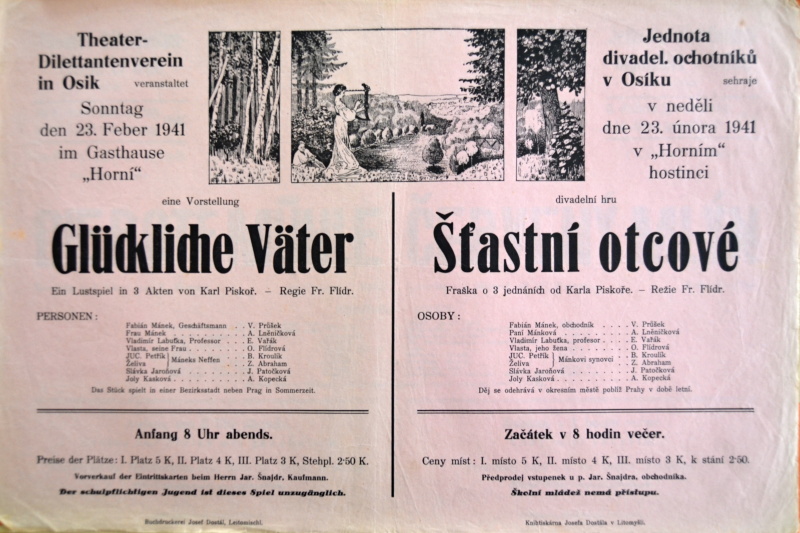 Theater-
Dilettantenverein
in Osik veranstaltet
Sonntag
den 23. Feber 1941
im Gasthause
„Horní"
Jednota
divadel. ochotníků
v Osíku sehraje
v neděli
dne 23. února 1941
v „Horním"
hostinci
eine Vorstellung
Glückliche Väter
Ein Lustspiel in 3 Akten von Karl Piskoř. – Regie Fr. Flídr.
PERSONEN :
Fabián Mánek, Geschäftsmann . . V. Průšek
Frau Mánek . . . . . . . A. Lněničková
Vladimír Labuťka, Professor . . . E. Vařák
Vlasta, seine Frau . . . . . . O. Flídrová
JUC. Petřík } Máneks Neffen . . . B. Kroulík
Želiva . . . Z. Abraham
Slávka Jaroňová . . . . . . J. Patočková
Joly Kasková . . . . . . . A. Kopecká
Das Stück spielt in einer Bezirksstadt neben Prag in Sommerzeit.
Anfang 8 Uhr abends.
Preise der Plätze : I. Platz 5 K, II. Platz 4 K, III. Platz 3 K, Stehpl. 2·50 K.
Vorverkauf der Eintrittskarten beim Herrn Jar. Šnajdr, Kaufmann.
Der schulpflichtigen Jugend ist dieses Spiel unzugänglich.
Buchdruckerei Josef Dostál, Leitomischl.
divadelní hru
Šťastní otcové
Fraška o 3 jednáních od Karla Piskoře. – Režie Fr. Flídr.
OSOBY :
Fabián Mánek, obchodník . . . . V. Průšek
Paní Mánková . . . . . . . A. Lněničková
Vladimír Labuťka, profesor . . . E. Vařák
Vlasta, jeho žena . . . . . . O. Flídrová
JUC. Petřík } Mánkovi synovci . . B. Kroulík
Želiva . . Z. Abraham
Slávka Jaroňová . . . . . . J. Patočková
Joly Kasková . . . . . . . A. Kopecká
Děj se odehrává v okresním městě poblíž Prahy v době letní.
Začátek v 8 hodin večer.
Ceny míst : I. místo 5 K, II. místo 4 K, III. místo 3 K, k stání 2·50.
Předprodej vstupenek u p. Jar. Šnajdra, obchodníka.
Školní mládež nemá přístupu.
Knihtiskárna Josefa Dostála v Litomyšli.